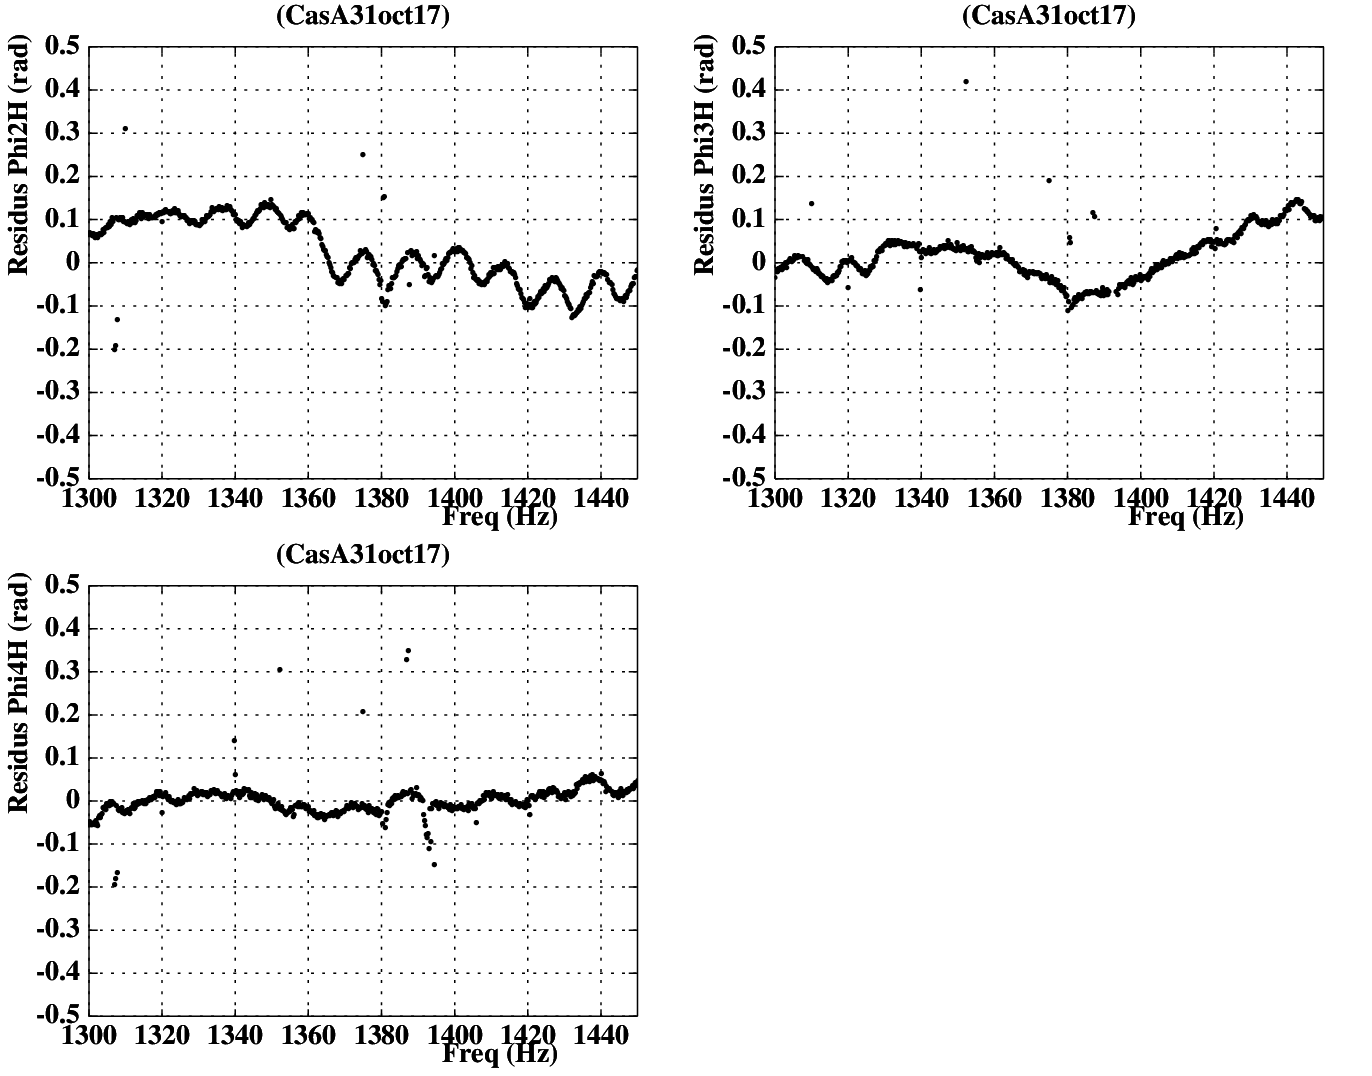 (CasA31oct17)
Residus Phi2H (rad)
0.5
0.4
0.3
0.2
0.1
0
-0.1
-0.2
-0.3
-0.4
-0.5
1300 1320 1340 1360 1380 1400 1420 1440
Freq (Hz)
(CasA31oct17)
Residus Phi3H (rad)
0.5
0.4
0.3
0.2
0.1
0
-0.1
-0.2
-0.3
-0.4
-0.5
1300 1320 1340 1360 1380 1400 1420 1440
Freq (Hz)
(CasA31oct17)
Residus Phi4H (rad)
0.5
0.4
0.3
0.2
0.1
0
-0.1
-0.2
-0.3
-0.4
-0.5
1300 1320 1340 1360 1380 1400 1420 1440
Freq (Hz)